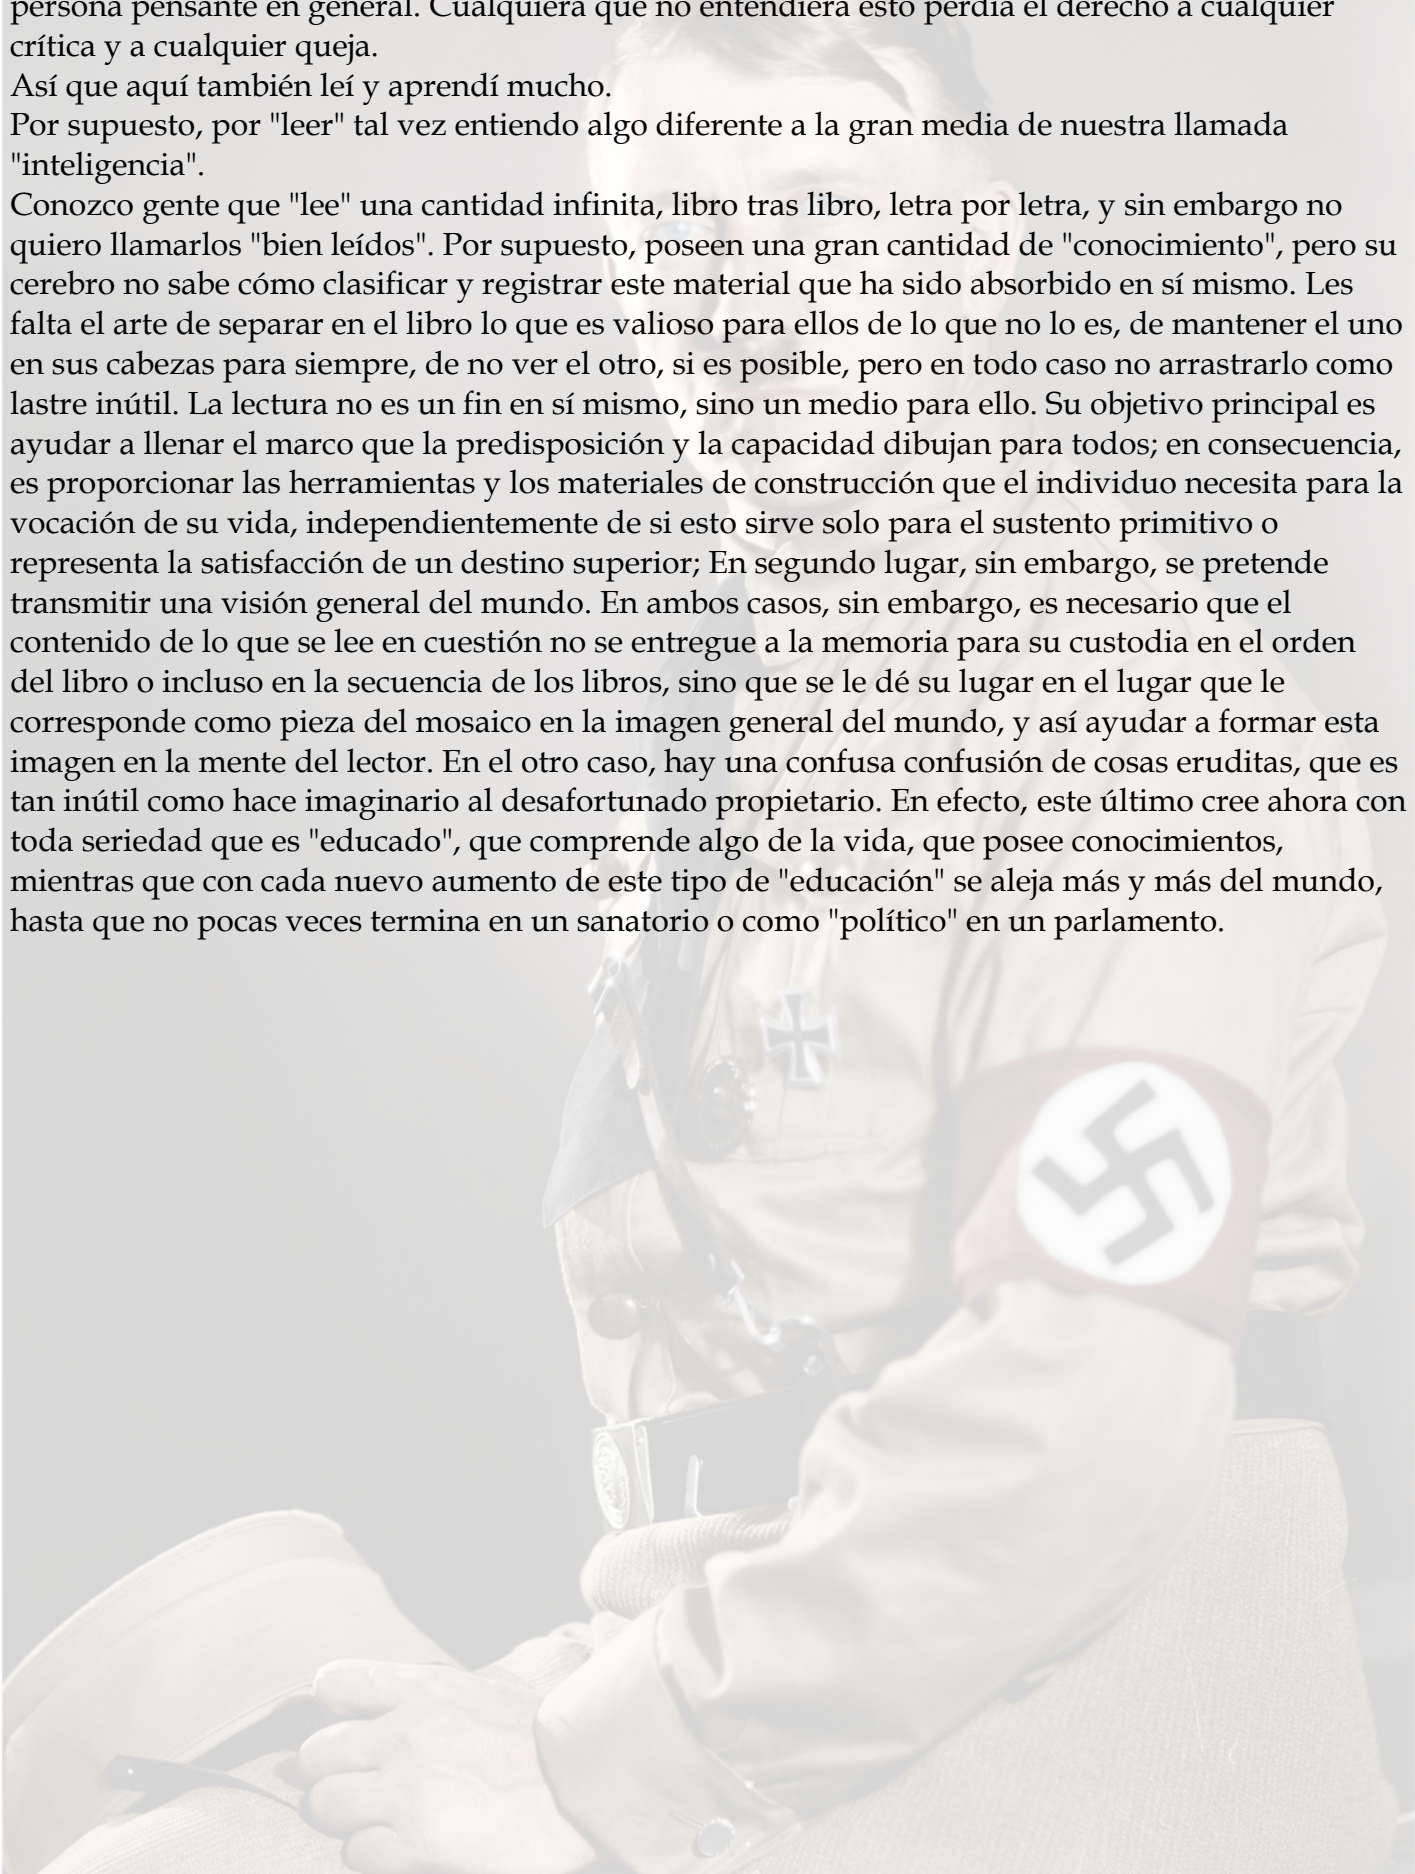 persona pensante en general. Cualquiera que no entendiera esto perdía el derecho a cualquier
crítica y a cualquier queja.
Así que aquí también leí y aprendí mucho.
Por supuesto, por "leer" tal vez entiendo algo diferente a la gran media de nuestra llamada
"inteligencia".
Conozco gente que "lee" una cantidad infinita, libro tras libro, letra por letra, y sin embargo no
quiero llamarlos "bien leídos". Por supuesto, poseen una gran cantidad de "conocimiento", pero su
cerebro no sabe cómo clasificar y registrar este material que ha sido absorbido en sí mismo. Les
falta el arte de separar en el libro lo que es valioso para ellos de lo que no lo es, de mantener el uno
en sus cabezas para siempre, de no ver el otro, si es posible, pero en todo caso no arrastrarlo como
lastre inútil. La lectura no es un fin en sí mismo, sino un medio para ello. Su objetivo principal es
ayudar a llenar el marco que la predisposición y la capacidad dibujan para todos; en consecuencia,
es proporcionar las herramientas y los materiales de construcción que el individuo necesita para la
vocación de su vida, independientemente de si esto sirve solo para el sustento primitivo o
representa la satisfacción de un destino superior; En segundo lugar, sin embargo, se pretende
transmitir una visión general del mundo. En ambos casos, sin embargo, es necesario que el
contenido de lo que se lee en cuestión no se entregue a la memoria para su custodia en el orden
del libro o incluso en la secuencia de los libros, sino que se le dé su lugar en el lugar que le
corresponde como pieza del mosaico en la imagen general del mundo, y así ayudar a formar esta
imagen en la mente del lector. En el otro caso, hay una confusa confusión de cosas eruditas, que es
tan inútil como hace imaginario al desafortunado propietario. En efecto, este último cree ahora con
toda seriedad que es "educado", que comprende algo de la vida, que posee conocimientos,
mientras que con cada nuevo aumento de este tipo de "educación" se aleja más y más del mundo,
hasta que no pocas veces termina en un sanatorio o como "político" en un parlamento.